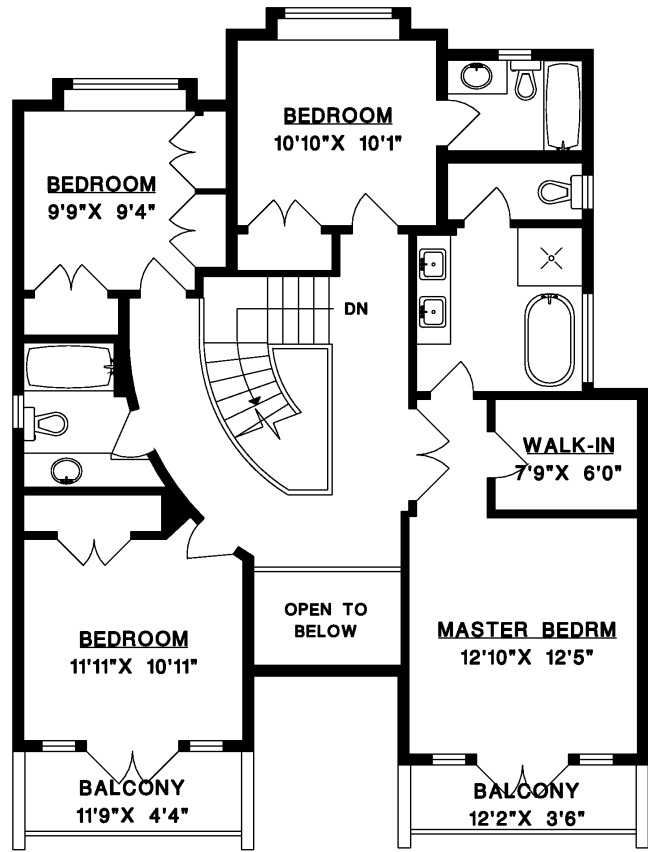 BEDROOM
10'10"X 10'1"
BEDROOM
9'9"X 9'4"
DN
WALK-IN
7'9"X 6'0"
OPEN TO
BELOW
BEDROOM
11'11"X 10'11"
MASTER BEDRM
12'10"X 12'5"
BALCONY
11'9"X 4'4"
BALCONY
12'2"X 3'6"